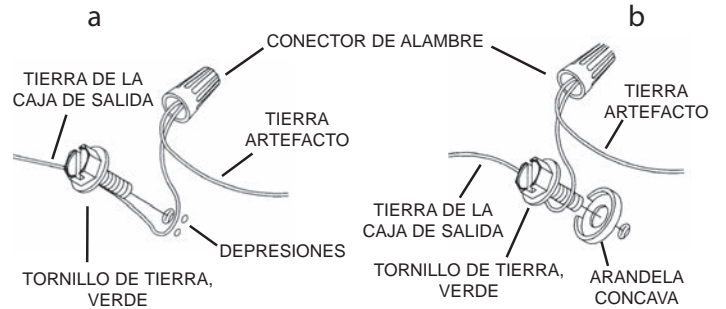 a
b
CONECTOR DE ALAMBRE
TIERRA DE LA
CAJA DE SALIDA
TIERRA
ARTEFACTO
DEPRESIONES
TORNILLO DE TIERRA,
VERDE
TIERRA
ARTEFACTO
TIERRA DE LA
CAJA DE SALIDA
TORNILLO DE TIERRA,
VERDE
ARANDELA
CONCAVA